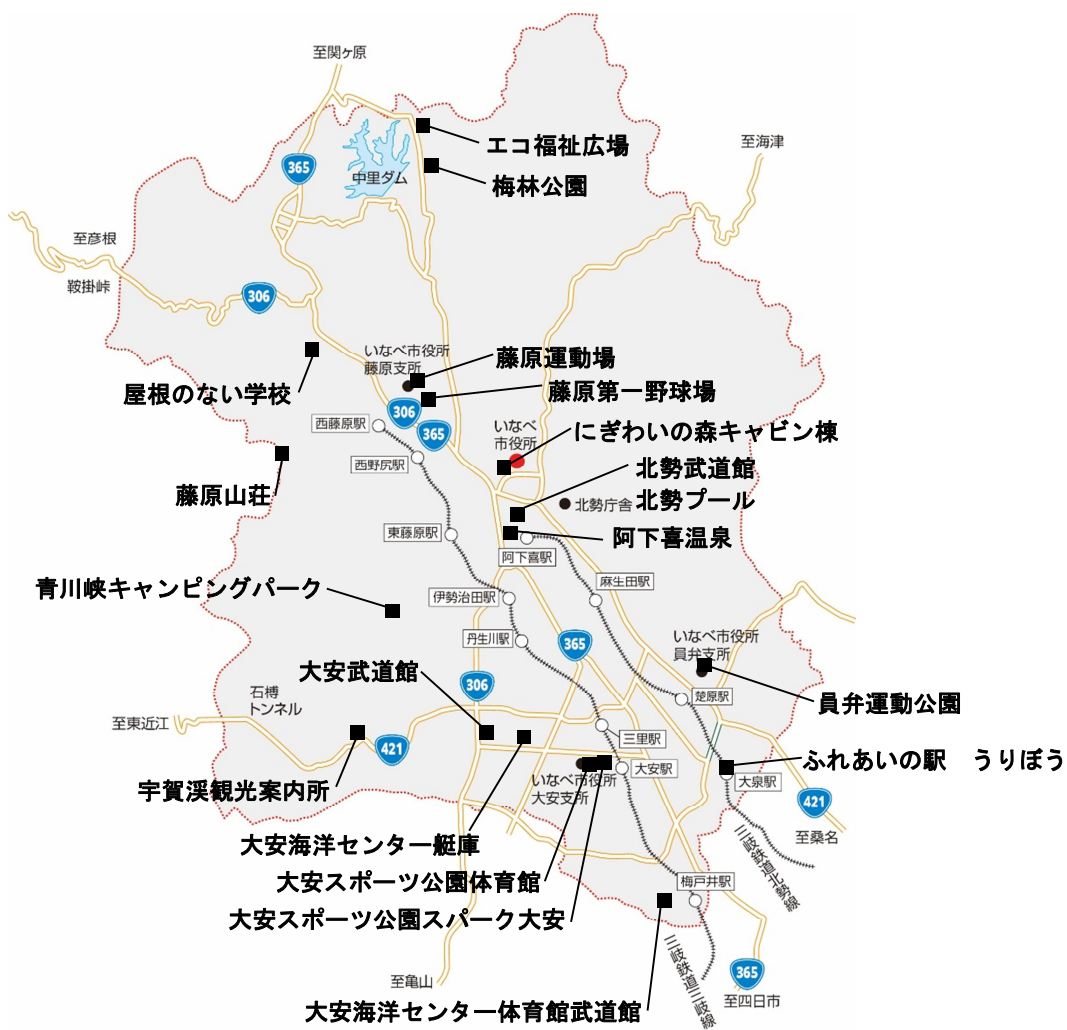 至関ヶ原
エコ福祉広場
至海津
365
中里ダム
梅林公園
至彦根
鞍掛峠
306
いなべ市役所
藤原支所
藤原運動場
屋根のない学校
藤原第一野球場
306
365
西藤原駅
いなべ
市役所
にぎわいの森キャビン棟
西野尻駅
北勢武道館
藤原山荘
北勢庁舎
北勢プール
東藤原駅
阿下喜温泉
阿下喜駅
青川峡キャンピングパーク
麻生田駅
伊勢治田駅
丹生川駅
365
いなべ市役所
員弁支所
大安武道館
306
石榑
トンネル
楚原駅
員弁運動公園
至東近江
421
三里駅
ふれあいの駅　うりぼう
いなべ市役所
大安支所
大安駅
大泉駅
宇賀渓観光案内所
421
至桑名
大安海洋センター艇庫
三岐鉄道北勢線
大安スポーツ公園体育館
梅戸井駅
大安スポーツ公園スパーク大安
三岐鉄道三岐線
365
至亀山
至四日市
大安海洋センター体育館武道館